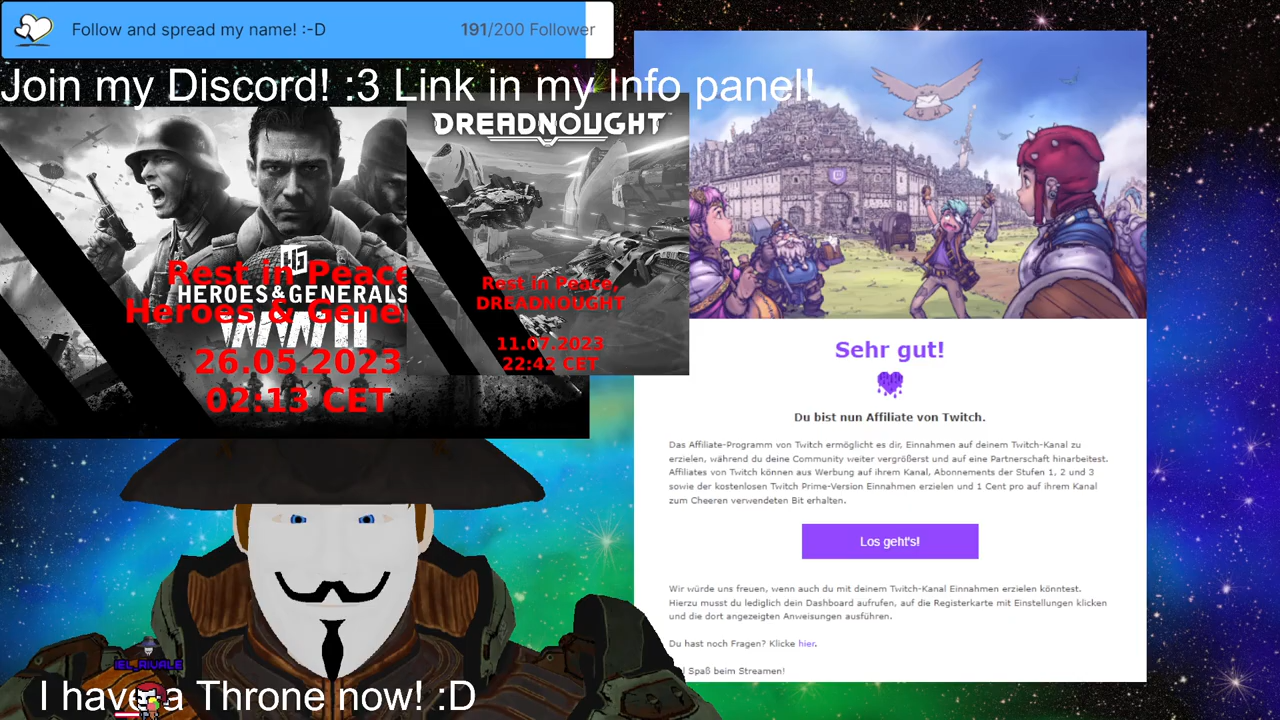 Follow and spread my name! :-D
191/200 Follower
Join my Discord! :3 Link in my Info panel!
DREADNOUGHT
Rest in Peace
HEROES & GENERALS
Heroes & Gener
WWII
26.05.2023
02:13 CET
Rest in Peace,
DREADNOUGHT
11.07.2023
22:42 CET
Sehr gut!
Du bist nun Affiliate von Twitch.
Das Affiliate-Programm von Twitch ermöglicht es dir, Einnahmen auf deinem Twitch-Kanal zu
erzielen, während du deine Community weiter vergrößerst und auf eine Partnerschaft hinarbeitest.
Affiliates von Twitch können aus Werbung auf ihrem Kanal, Abonnements der Stufen 1, 2 und 3
sowie der kostenlosen Twitch Prime-Version Einnahmen erzielen und 1 Cent pro auf ihrem Kanal
zum Cheeren verwendeten Bit erhalten.
Los geht's!
Wir würde uns freuen, wenn auch du mit deinem Twitch-Kanal Einnahmen erzielen könntest.
Hierzu musst du lediglich dein Dashboard aufrufen, auf die Registerkarte mit Einstellungen klicken
und die dort angezeigten Anweisungen ausführen.
Du hast noch Fragen? Klicke hier.
Spaß beim Streamen!
IEL_RIVALE
I have a Throne now! :D